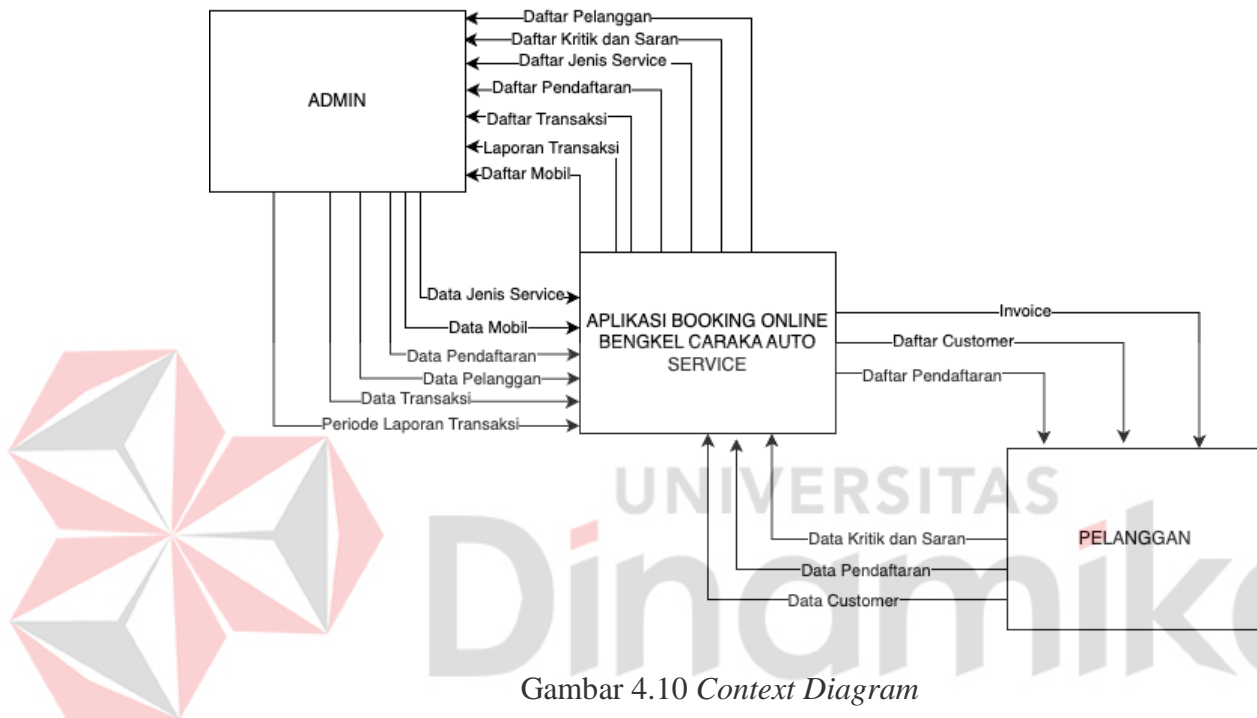 Daftar Pelanggan
Daftar Kritik dan Saran
Daftar Jenis Service
ADMIN
Daftar Pendaftaran
Daftar Transaksi
Laporan Transaksi
Daftar Mobil
Data Jenis Service
Data Mobil
Data Pendaftaran
Data Pelanggan
Data Transaksi
Periode Laporan Transaksi
APLIKASI BOOKING ONLINE
BENGKEL CARAKA AUTO
SERVICE
Invoice
Daftar Customer
Daftar Pendaftaran
UNIVERSITAS
Dinamika
PELANGGAN
Data Kritik dan Saran
Data Pendaftaran
Data Customer
Gambar 4.10 Context Diagram